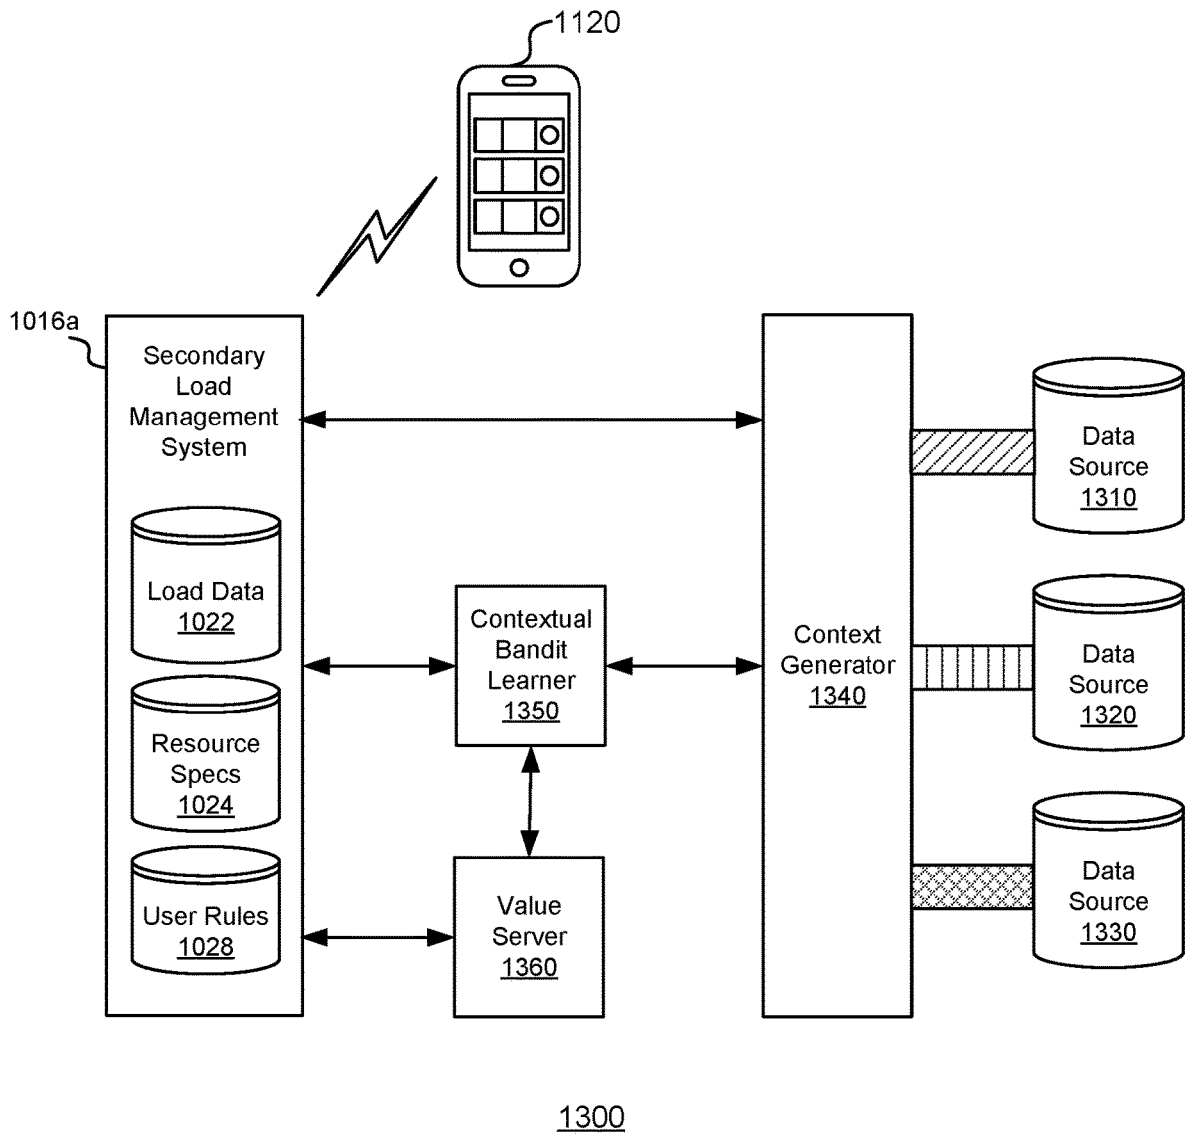 1120
1016a
Secondary
Load
Management
System
Load Data
1022
Resource
Specs
1024
User Rules
1028
Contextual
Bandit
Learner
1350
Value
Server
1360
Context
Generator
1340
Data
Source
1310
Data
Source
1320
Data
Source
1330
1300